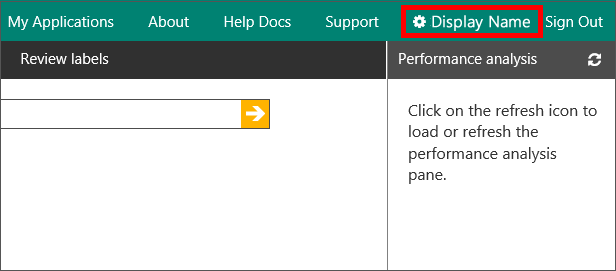 My Applications About Help Docs Support Display Name Sign Out
Review labels Performance analysis
Click on the refresh icon to
load or refresh the
performance analysis
pane.